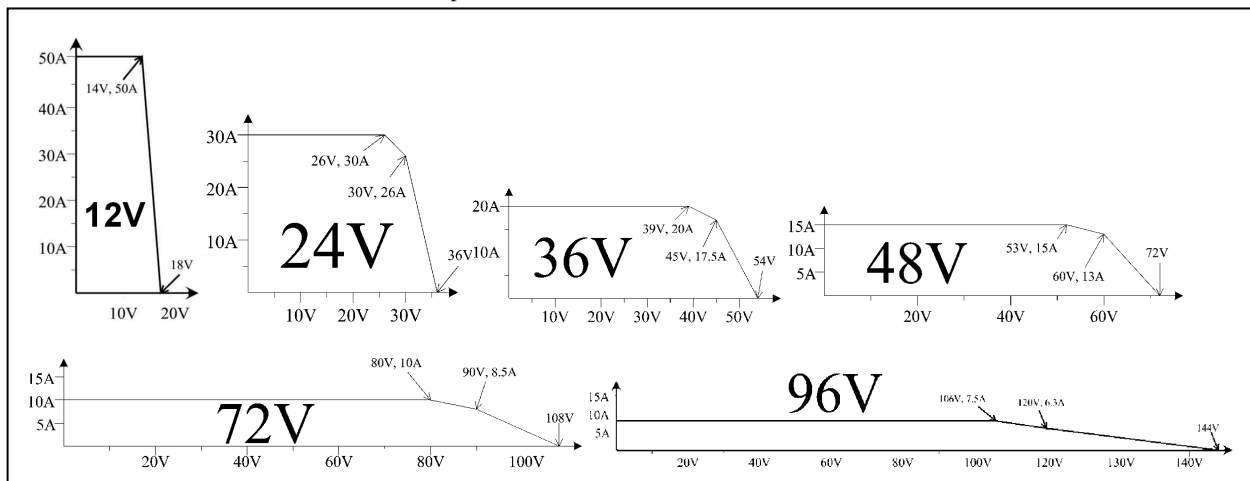 50A
14V, 50A
40A
30A
20A
12V
10A
18V
10V 20V
30A
26V, 30A
30V, 26A
20A
24V
10A
36V
10V 20V 30V
20A
39V, 20A
36V
45V, 17.5A
10A
54V
10V 20V 30V 40V 50V
15A
48V
53V, 15A
10A
60V, 13A
72V
5A
20V 40V 60V
80V, 10A
90V, 8.5A
15A
10A
72V
108V
5A
20V 40V 60V 80V 100V
96V
15A
106V, 7.5A
120V, 6.3A
10A
144V
5A
20V 40V 60V 80V 100V 120V 140V